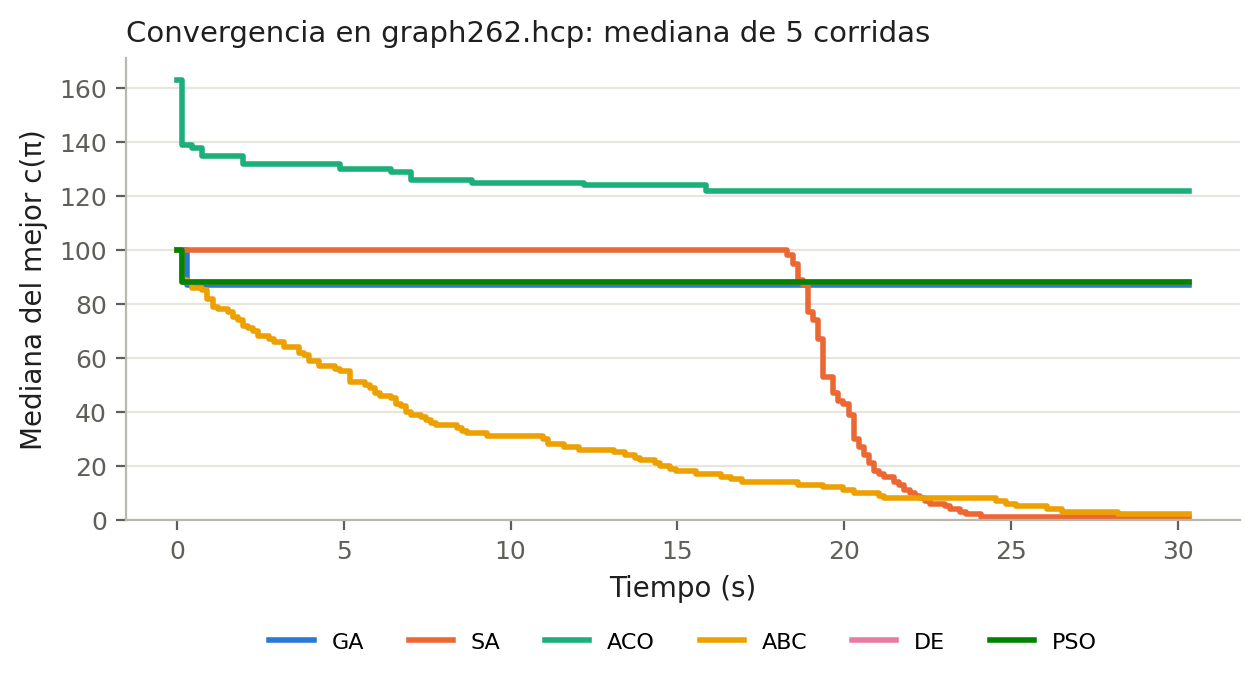 Convergencia en graph262.hcp: mediana de 5 corridas
Mediana del mejor c(π)
160
140
120
100
80
60
40
20
0
0 5 10 15 20 25 30
Tiempo (s)
GA SA ACO ABC DE PSO